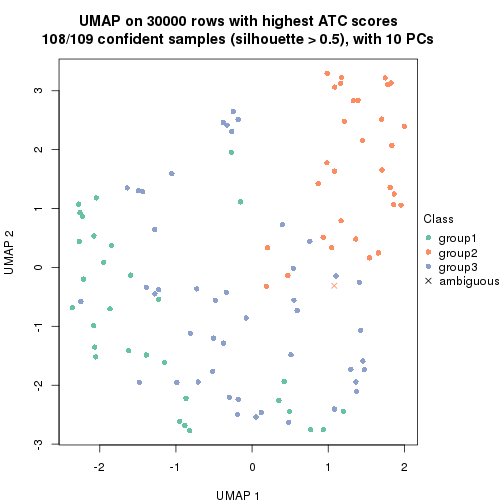 UMAP on 30000 rows with highest ATC scores
108/109 confident samples (silhouette > 0.5), with 10 PCs
3
2
1
0
-1
-2
-3
UMAP 2
-2
-1
0
1
2
UMAP 1
Class
group1
group2
group3
ambiguous